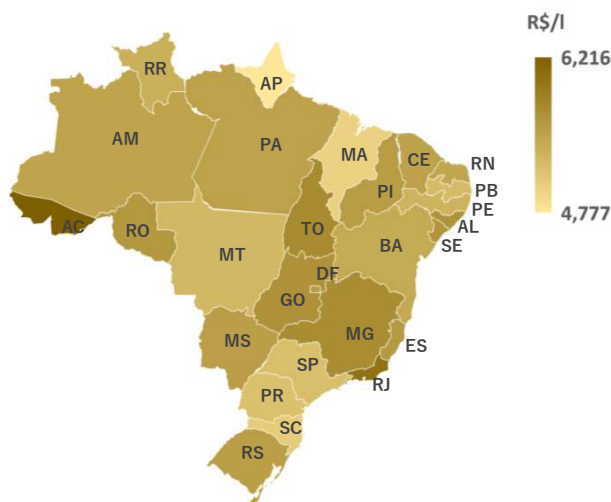 R$/l
6,216
4,777
RR
AP
AM
PA
MA
CE
RN
PI
PB
PE
AC
RO
TO
AL
MT
BA
SE
DF
GO
MG
MS
ES
SP
RJ
PR
SC
RS